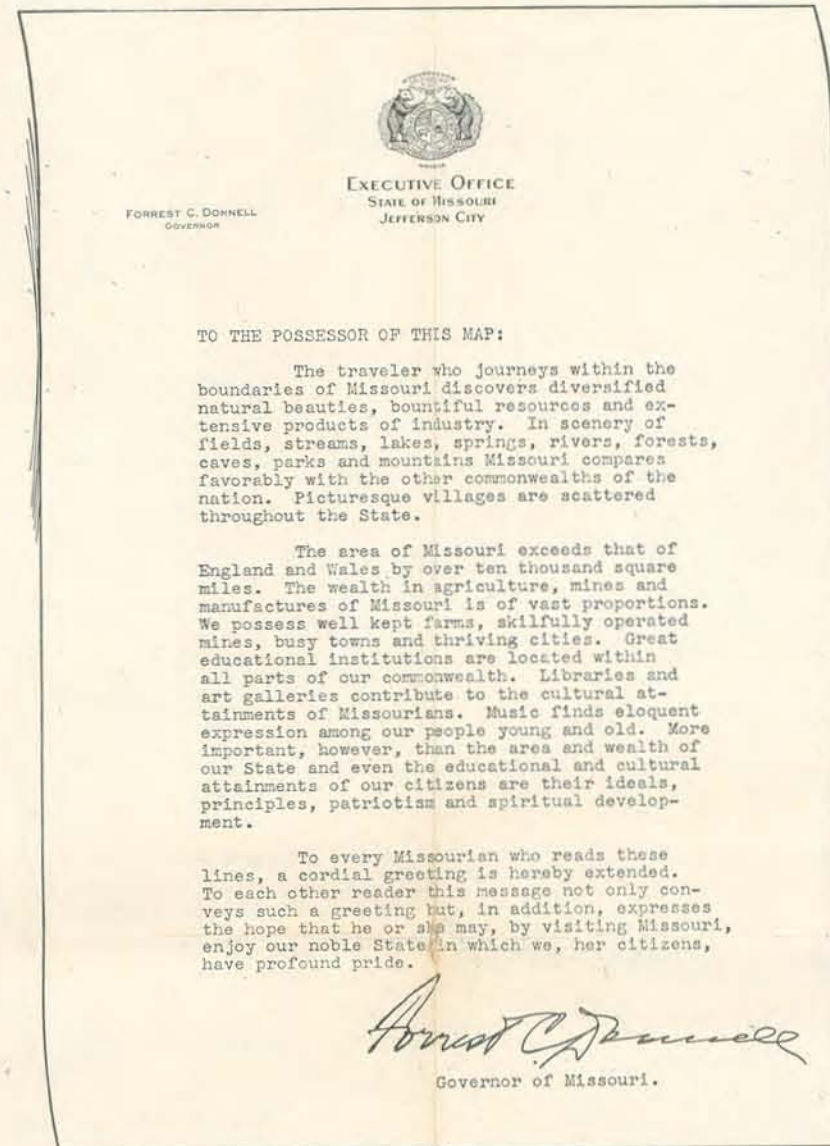 EXECUTIVE OFFICE
STATE OF MISSOURI
JEFFERSON CITY
FORREST C. DONNELL
GOVERNOR
TO THE POSSESSOR OF THIS MAP:
The traveler who journeys within the
boundaries of Missouri discovers diversified
natural beauties, bountiful resources and ex-
tensive products of industry. In scenery of
fields, streams, lakes, springs, rivers, forests,
caves, parks and mountains Missouri compares
favorably with the other commonwealths of the
nation. Picturesque villages are scattered
throughout the State.
The area of Missouri exceeds that of
England and Wales by over ten thousand square
miles. The wealth in agriculture, mines and
manufactures of Missouri is of vast proportions.
We possess well kept farms, skilfully operated
mines, busy towns and thriving cities. Great
educational institutions are located within
all parts of our commonwealth. Libraries and
art galleries contribute to the cultural at-
tainments of Missourians. Music finds eloquent
expression among our people young and old. More
important, however, than the area and wealth of
our State and even the educational and cultural
attainments of our citizens are their ideals,
principles, patriotism and spiritual develop-
ment.
To every Missourian who reads these
lines, a cordial greeting is hereby extended.
To each other reader this message not only con-
veys such a greeting but, in addition, expresses
the hope that he or she may, by visiting Missouri,
enjoy our noble State in which we, her citizens,
have profound pride.
Forrest C. Donnell
Governor of Missouri.